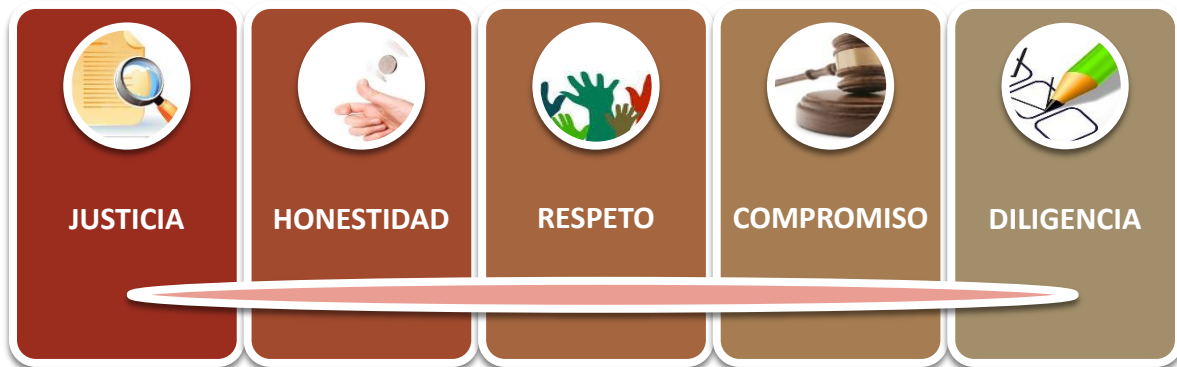 JUSTICIA
HONESTIDAD
RESPETO
COMPROMISO
DILIGENCIA